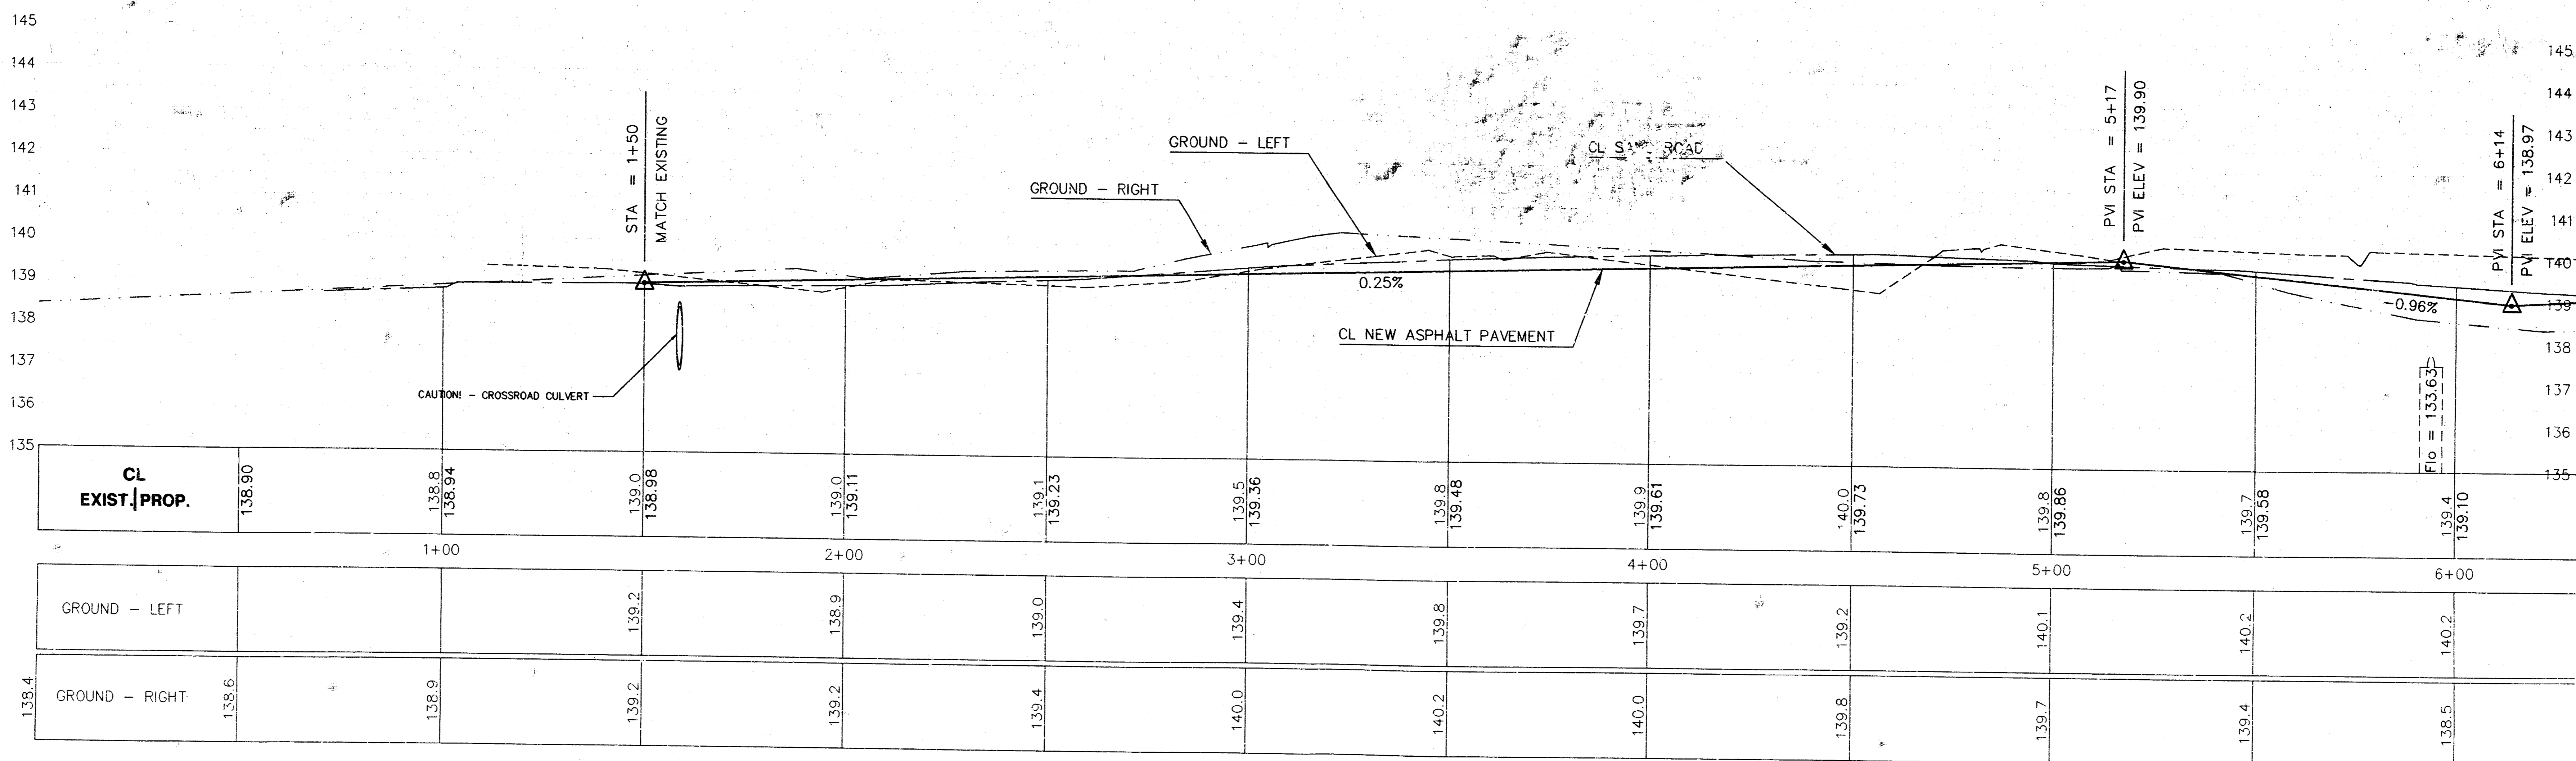 145
144
143
142
141
140
139
138
137
136
135
145
144
143
142
141
140
139
138
137
136
135
STA = 1+50
MATCH EXISTING
GROUND – RIGHT
GROUND – LEFT
CL ROAD
PVI STA = 5+17
PVI ELEV = 139.90
PVI STA = 6+14
PVI ELEV = 138.97
0.25%
-0.96%
CL NEW ASPHALT PAVEMENT
CAUTION! – CROSSROAD CULVERT
Flo = 133.63
CL
EXIST. PROP.
138.90
138.8 138.94
139.0 138.98
139.0 139.11
139.1 139.23
139.5 139.36
139.8 139.48
139.9 139.61
140.0 139.73
139.8 139.86
139.7 139.58
139.4 139.10
1+00 2+00 3+00 4+00 5+00 6+00
GROUND – LEFT 139.2 138.9 139.0 139.4 139.8 139.7 139.2 140.1 140.2 140.2
138.4 GROUND – RIGHT 138.6 138.9 139.2 139.2 139.4 140.0 140.2 140.0 139.8 139.7 139.4 138.5